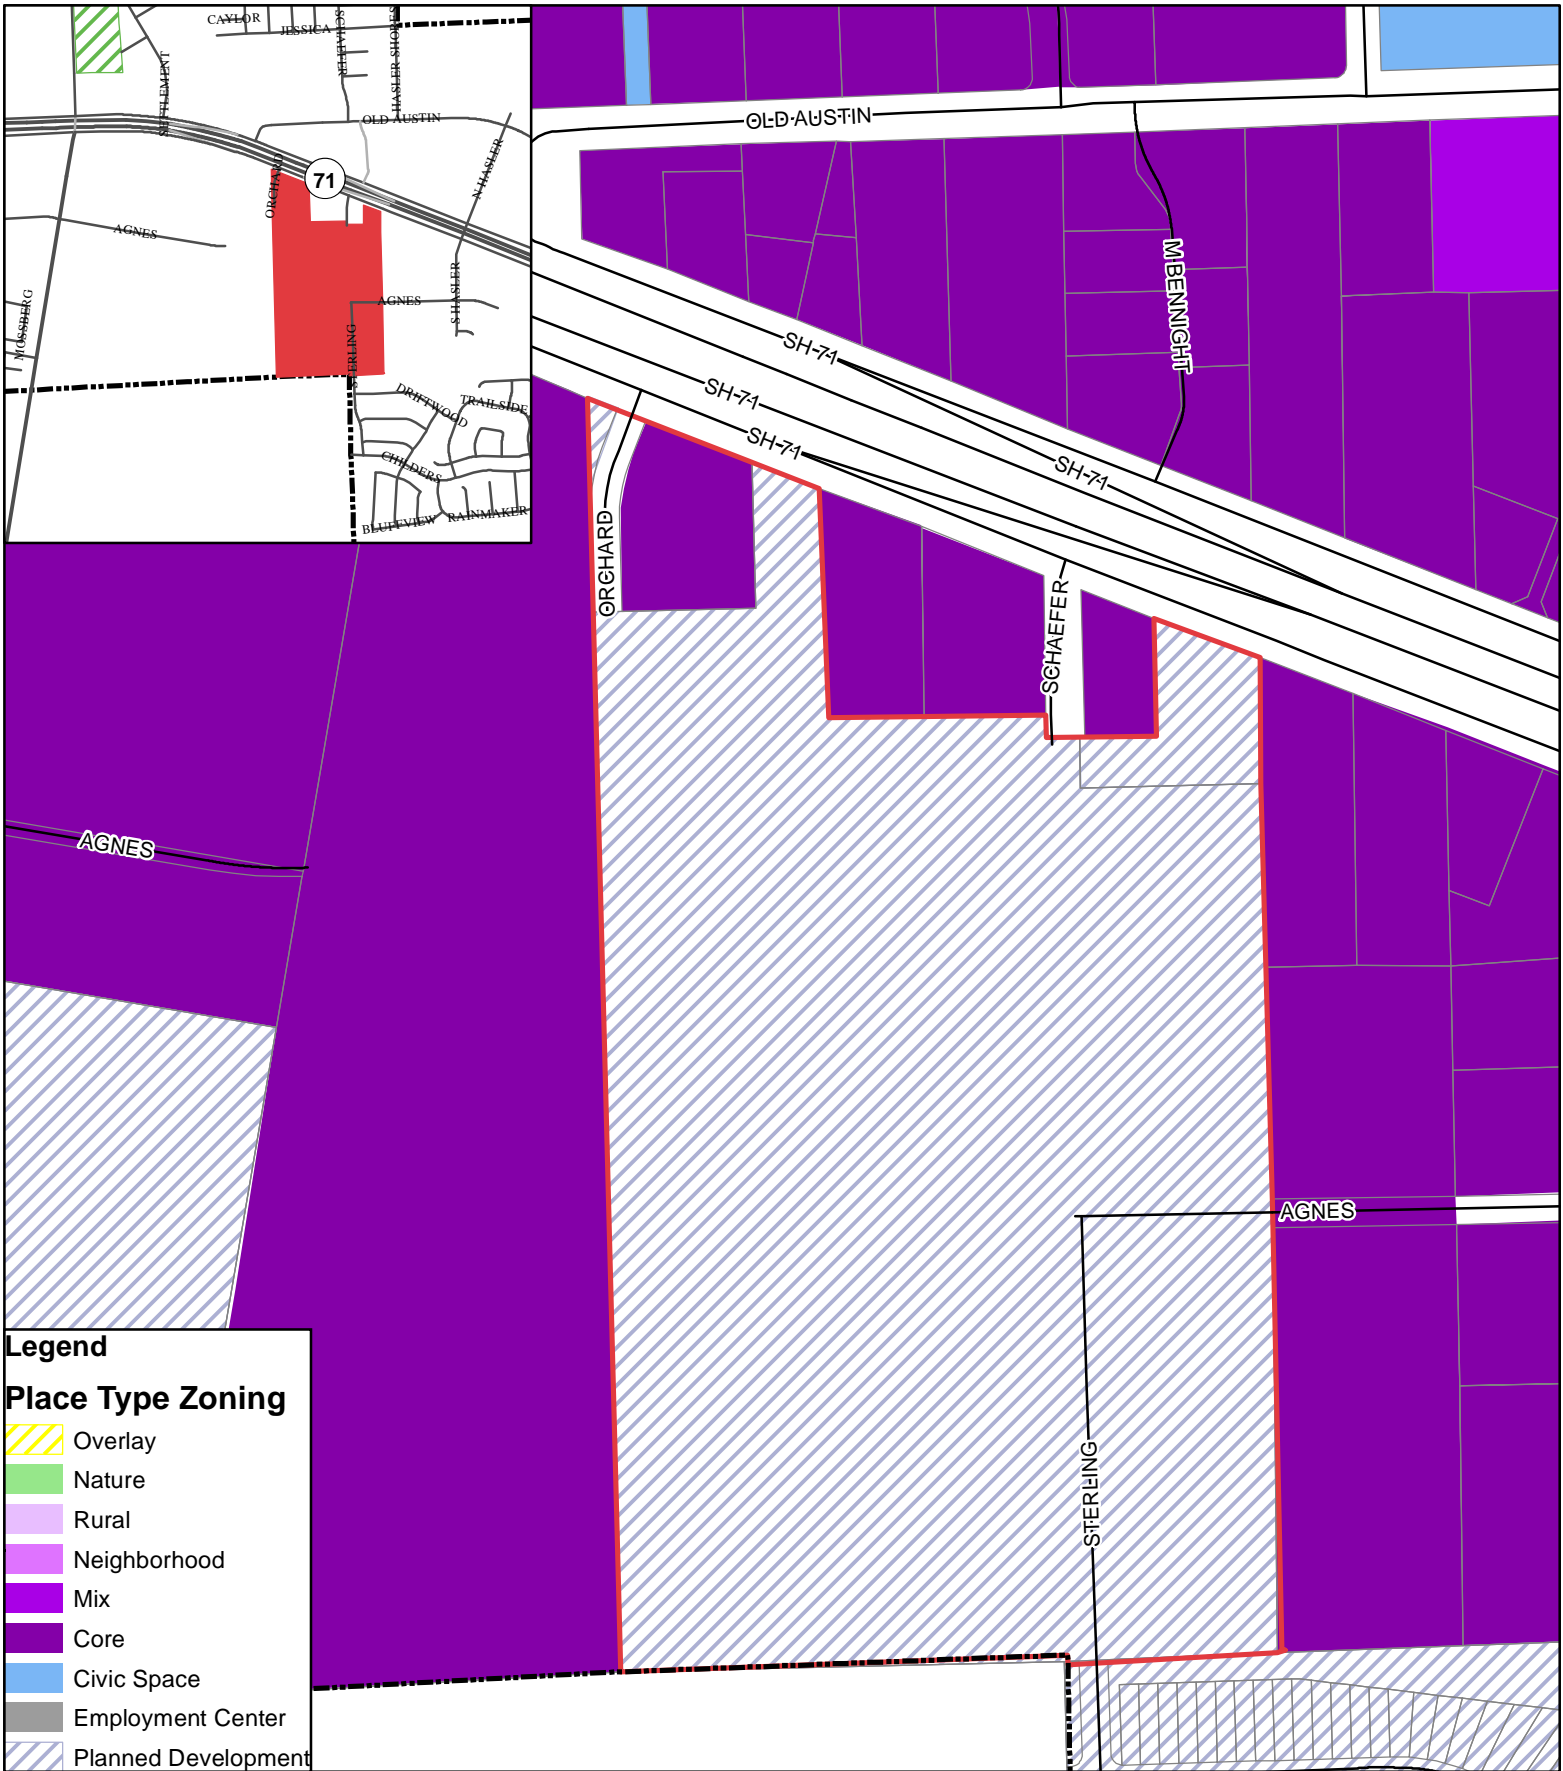 CAYLOR
JESSICA
SCHAEFER
HASLER SHORES
SETTLEMENT
OLD AUSTIN
ORCHARD
71
N HASLER
AGNES
MOSSBERG
AGNES
S HASLER
STERLING
DRIFTWOOD
TRAILSIDE
CHILDERS
BLUFFVIEW
RAINMAKER
OLD AUSTIN
M BENNIGHT
SH-71
SH-71
SH-71
SH-71
ORCHARD
SCHAEFER
AGNES
AGNES
STERLING
Legend
Place Type Zoning
Overlay
Nature
Rural
Neighborhood
Mix
Core
Civic Space
Employment Center
Planned Development